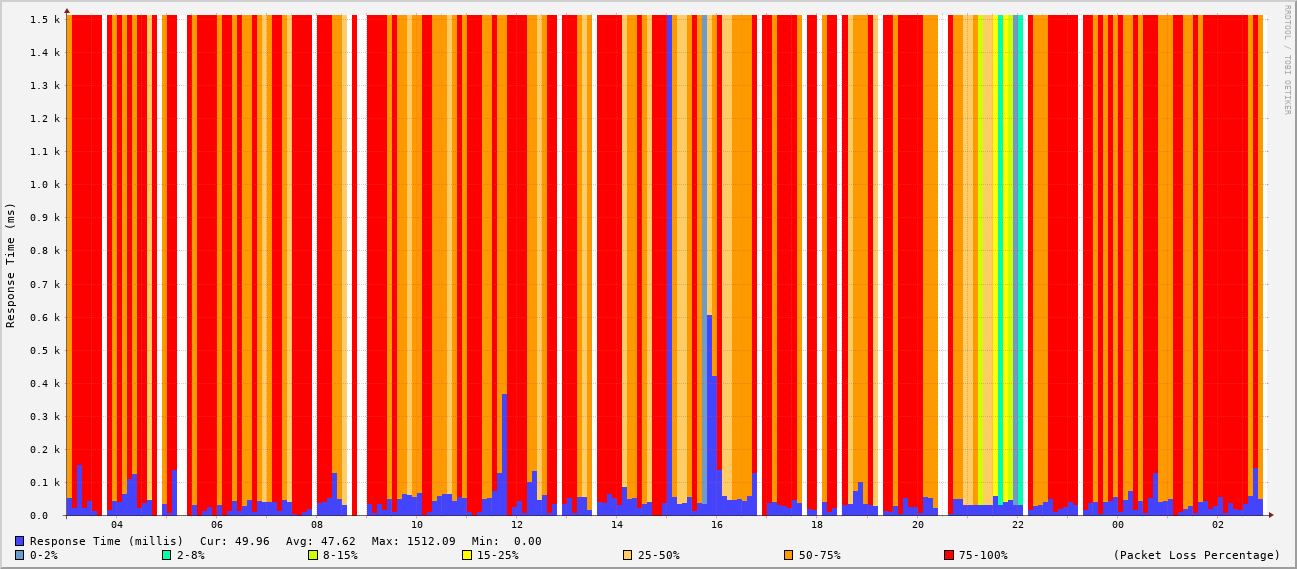 RRDTOOL / TOBI OETIKER
Response Time (ms)
1.5 k
1.4 k
1.3 k
1.2 k
1.1 k
1.0 k
0.9 k
0.8 k
0.7 k
0.6 k
0.5 k
0.4 k
0.3 k
0.2 k
0.1 k
0.0
04 06 08 10 12 14 16 18 20 22 00 02
Response Time (millis) Cur: 49.96 Avg: 47.62 Max: 1512.09 Min: 0.00
0-2% 2-8% 8-15% 15-25% 25-50% 50-75% 75-100% (Packet Loss Percentage)